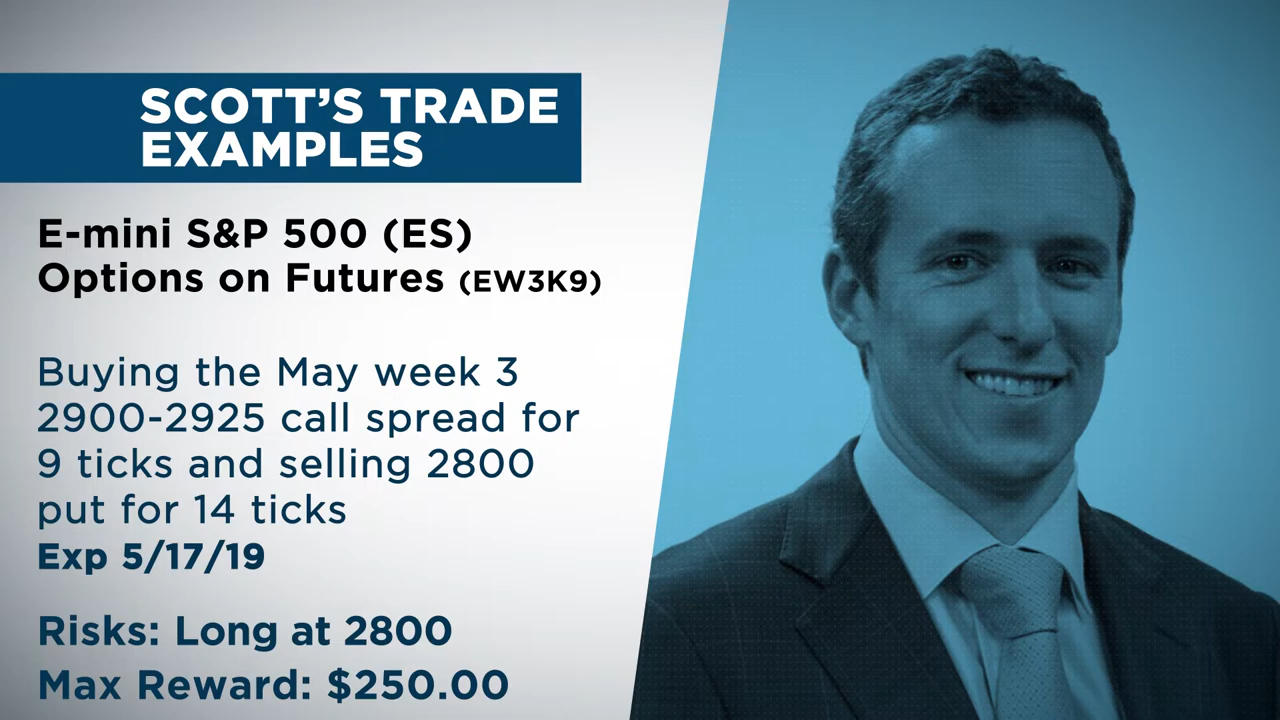 SCOTT'S TRADE
EXAMPLES
E-mini S&P 500 (ES)
Options on Futures (EW3K9)
Buying the May week 3
2900-2925 call spread for
9 ticks and selling 2800
put for 14 ticks
Exp 5/17/19
Risks: Long at 2800
Max Reward: $250.00